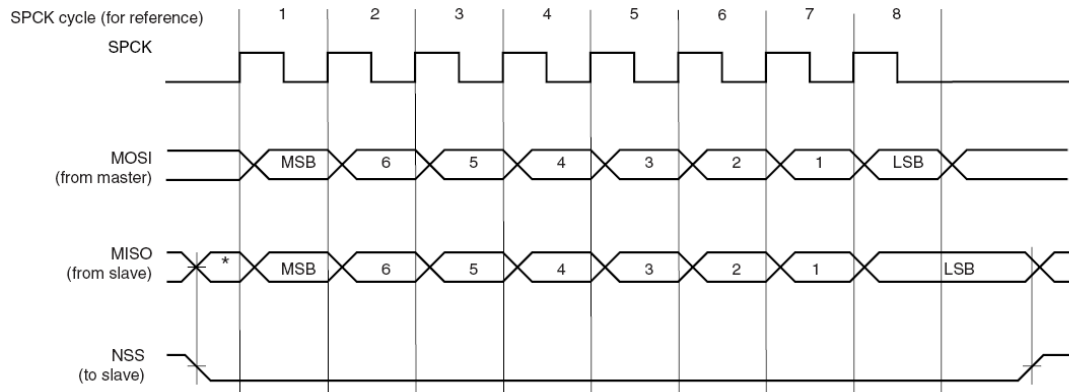 SPCK cycle (for reference) 1 2 3 4 5 6 7 8
SPCK
MOSI
(from master)
MSB 6 5 4 3 2 1 LSB
MISO
(from slave)
* MSB 6 5 4 3 2 1 LSB
NSS
(to slave)